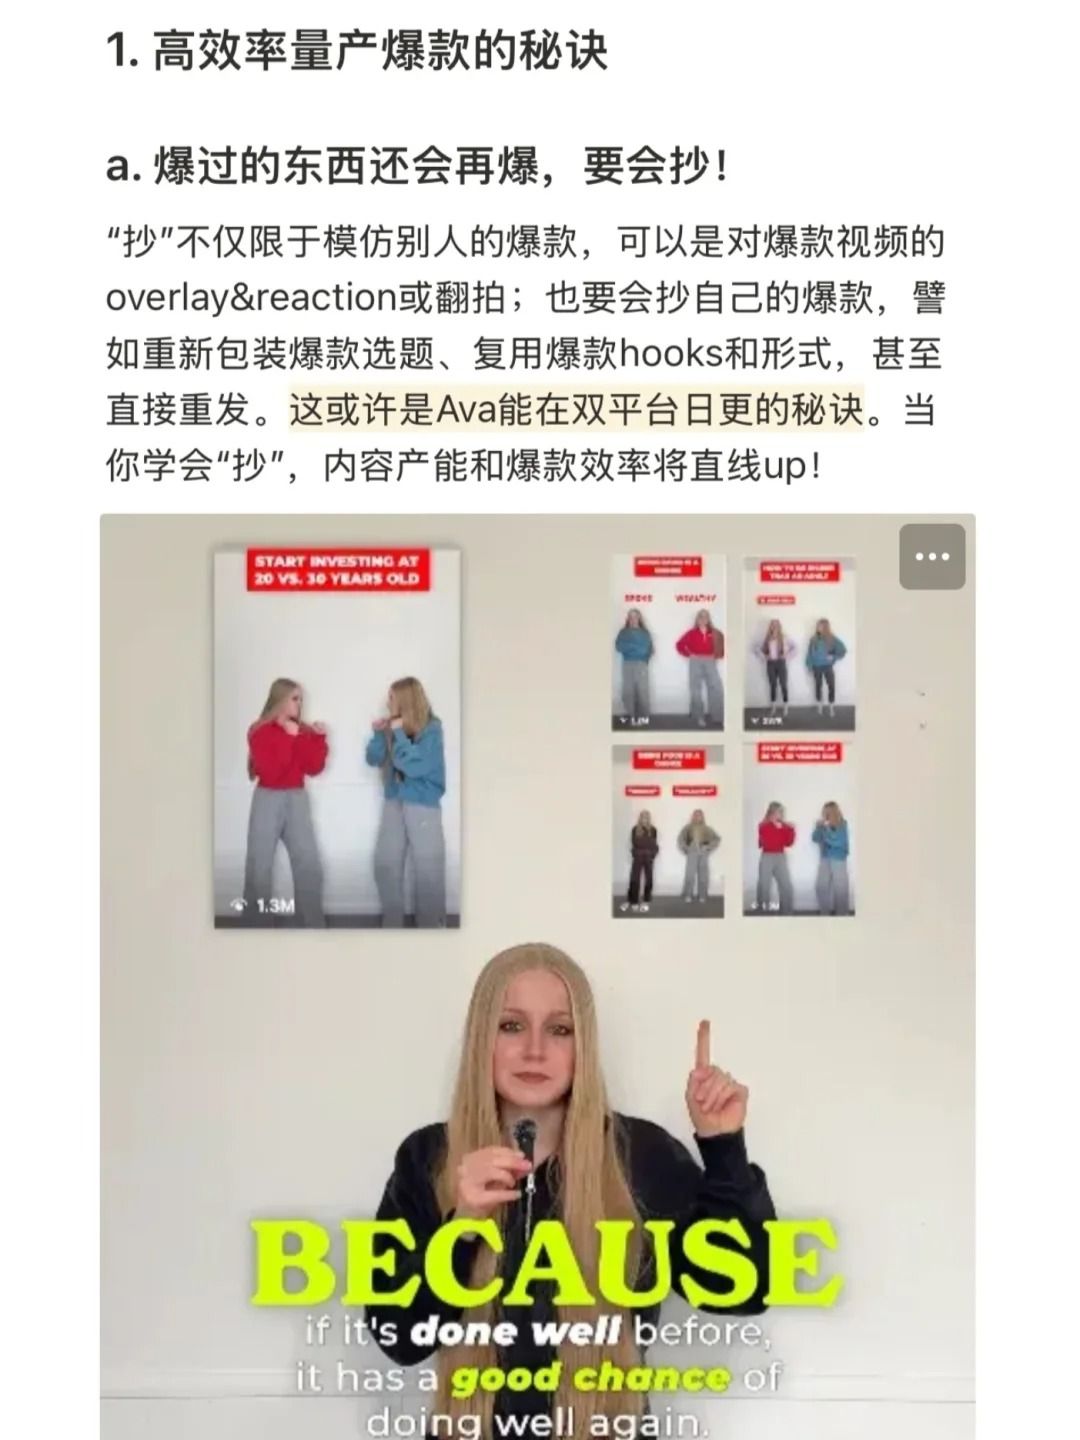 1. 高效率量产爆款的秘诀
a. 爆过的东西还会再爆，要会抄！
“抄”不仅限于模仿别人的爆款，可以是对爆款视频的
overlay&reaction或翻拍；也要会抄自己的爆款，譬
如重新包装爆款选题、复用爆款hooks和形式，甚至
直接重发。这或许是Ava能在双平台日更的秘诀。当
你学会“抄”，内容产能和爆款效率将直线up！
START INVESTING AT
20 VS. 30 YEARS OLD
1.3M
BROKE WEALTHY
BECAUSE
if it's done well before,
it has a good chance of
doing well again.